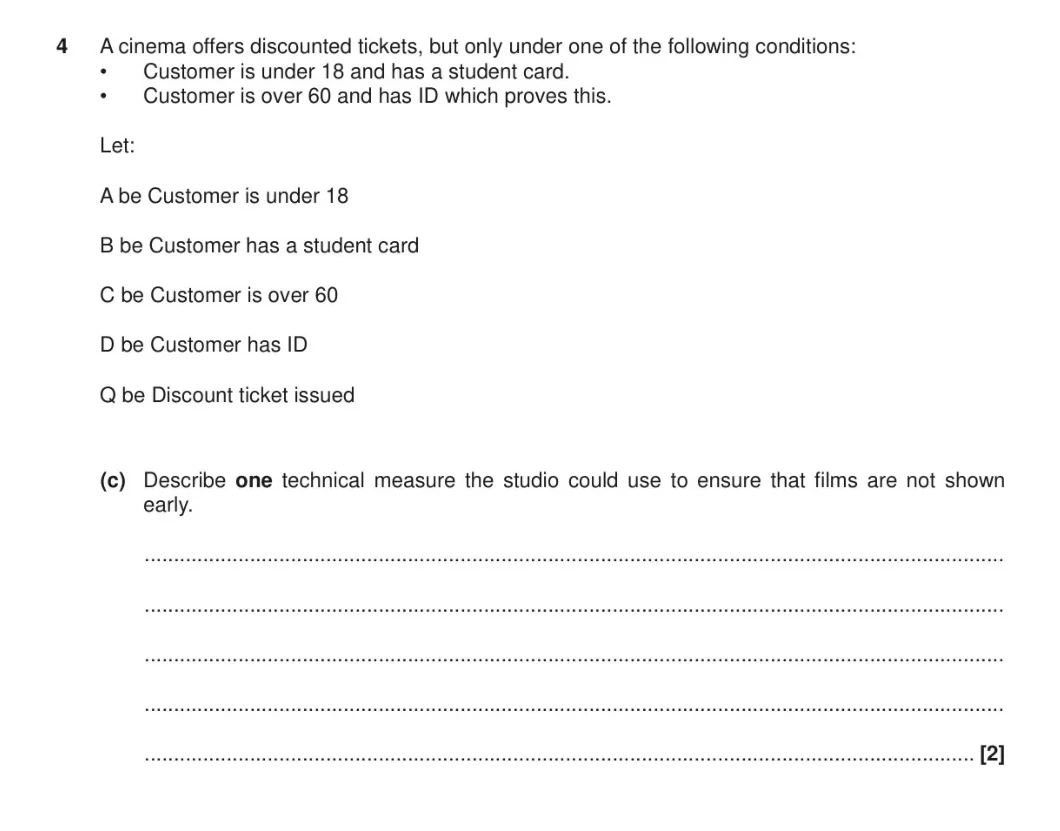 4 A cinema offers discounted tickets, but only under one of the following conditions:
• Customer is under 18 and has a student card.
• Customer is over 60 and has ID which proves this.
Let:
A be Customer is under 18
B be Customer has a student card
C be Customer is over 60
D be Customer has ID
Q be Discount ticket issued
(c) Describe one technical measure the studio could use to ensure that films are not shown
early.
..........................................................................................................................................
..........................................................................................................................................
..........................................................................................................................................
..........................................................................................................................................
..................................................................................................................................... [2]